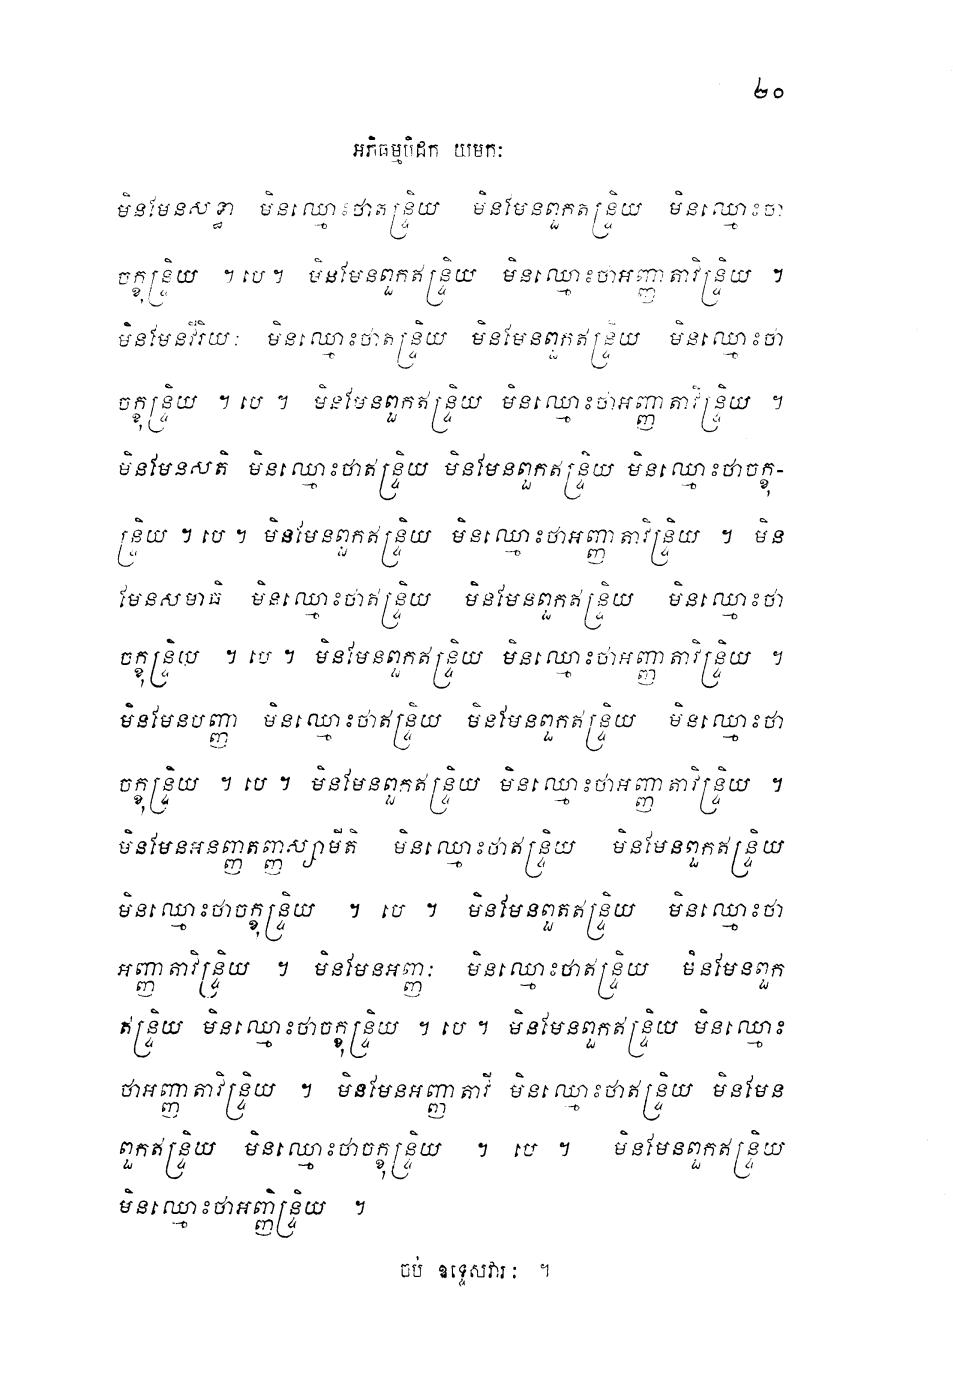 ២០
អភិធម្មបិដក យមកៈ
មិនមែនសទ្ធា មិនឈ្មោះថាឥន្ទ្រិយ មិនមែនពួកឥន្ទ្រិយ មិនឈ្មោះថា
ចក្ខុន្ទ្រិយ ។ បេ ។ មិនមែនពួកឥន្ទ្រិយ មិនឈ្មោះថាអញ្ញាតាវិន្ទ្រិយ ។
មិនមែនវីរិយៈ មិនឈ្មោះថាឥន្ទ្រិយ មិនមែនពួកឥន្ទ្រិយ មិនឈ្មោះថា
ចក្ខុន្ទ្រិយ ។ បេ ។ មិនមែនពួកឥន្ទ្រិយ មិនឈ្មោះថាអញ្ញាតាវិន្ទ្រិយ ។
មិនមែនសតិ មិនឈ្មោះថាឥន្ទ្រិយ មិនមែនពួកឥន្ទ្រិយ មិនឈ្មោះថាចក្ខុ-
ន្ទ្រិយ ។ បេ ។ មិនមែនពួកឥន្ទ្រិយ មិនឈ្មោះថាអញ្ញាតាវិន្ទ្រិយ ។ មិន
មែនសមាធិ មិនឈ្មោះថាឥន្ទ្រិយ មិនមែនពួកឥន្ទ្រិយ មិនឈ្មោះថា
ចក្ខុន្ទ្រិយ ។ បេ ។ មិនមែនពួកឥន្ទ្រិយ មិនឈ្មោះថាអញ្ញាតាវិន្ទ្រិយ ។
មិនមែនបញ្ញា មិនឈ្មោះថាឥន្ទ្រិយ មិនមែនពួកឥន្ទ្រិយ មិនឈ្មោះថា
ចក្ខុន្ទ្រិយ ។ បេ ។ មិនមែនពួកឥន្ទ្រិយ មិនឈ្មោះថាអញ្ញាតាវិន្ទ្រិយ ។
មិនមែនអនញ្ញតញ្ញស្សាមីតិ មិនឈ្មោះថាឥន្ទ្រិយ មិនមែនពួកឥន្ទ្រិយ
មិនឈ្មោះថាចក្ខុន្ទ្រិយ ។ បេ ។ មិនមែនពួកឥន្ទ្រិយ មិនឈ្មោះថា
អញ្ញាតាវិន្ទ្រិយ ។ មិនមែនអញ្ញៈ មិនឈ្មោះថាឥន្ទ្រិយ មិនមែនពួក
ឥន្ទ្រិយ មិនឈ្មោះថាចក្ខុន្ទ្រិយ ។ បេ ។ មិនមែនពួកឥន្ទ្រិយ មិនឈ្មោះ
ថាអញ្ញាតាវិន្ទ្រិយ ។ មិនមែនអញ្ញាតាវី មិនឈ្មោះថាឥន្ទ្រិយ មិនមែន
ពួកឥន្ទ្រិយ មិនឈ្មោះថាចក្ខុន្ទ្រិយ ។ បេ ។ មិនមែនពួកឥន្ទ្រិយ
មិនឈ្មោះថាអញ្ញិន្ទ្រិយ ។
ចប់ ឧទ្ទេសវារៈ ។